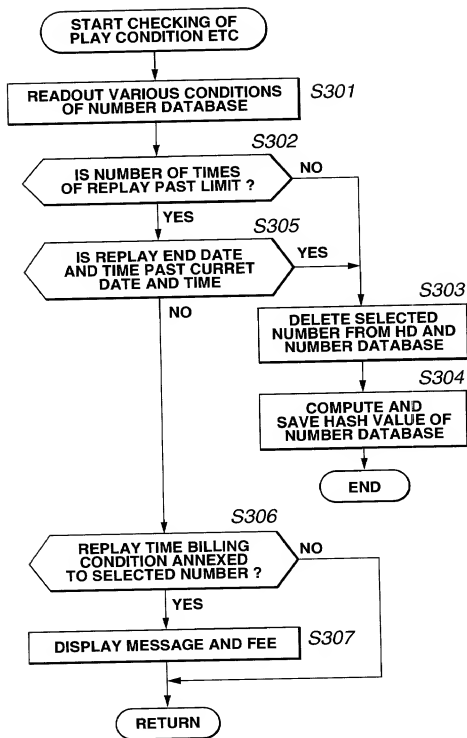 START CHECKING OF
PLAY CONDITION ETC
READOUT VARIOUS CONDITIONS
OF NUMBER DATABASE
S301
S302
IS NUMBER OF TIMES
OF REPLAY PAST LIMIT ?
NO
YES
S305
IS REPLAY END DATE
AND TIME PAST CURRET
DATE AND TIME
YES
NO
S303
DELETE SELECTED
NUMBER FROM HD AND
NUMBER DATABASE
S304
COMPUTE AND
SAVE HASH VALUE OF
NUMBER DATABASE
END
S306
REPLAY TIME BILLING
CONDITION ANNEXED
TO SELECTED NUMBER ?
NO
YES
DISPLAY MESSAGE AND FEE
S307
RETURN